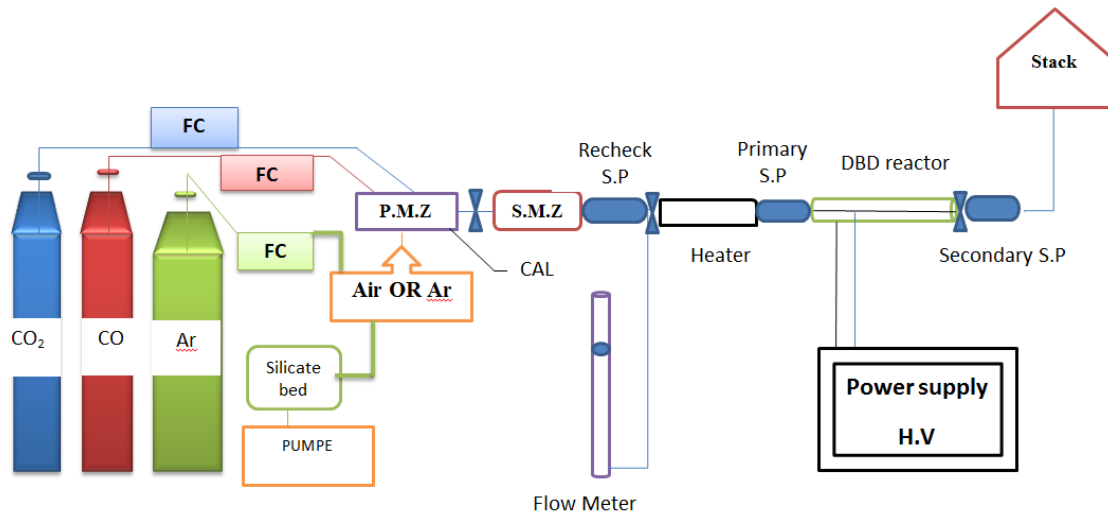 Stack
FC
FC
FC
Recheck
S.P
Primary
S.P
DBD reactor
P.M.Z
S.M.Z
Heater
Secondary S.P
CAL
Air OR Ar
CO₂
CO
Ar
Silicate
bed
PUMPE
Power supply
H.V
Flow Meter